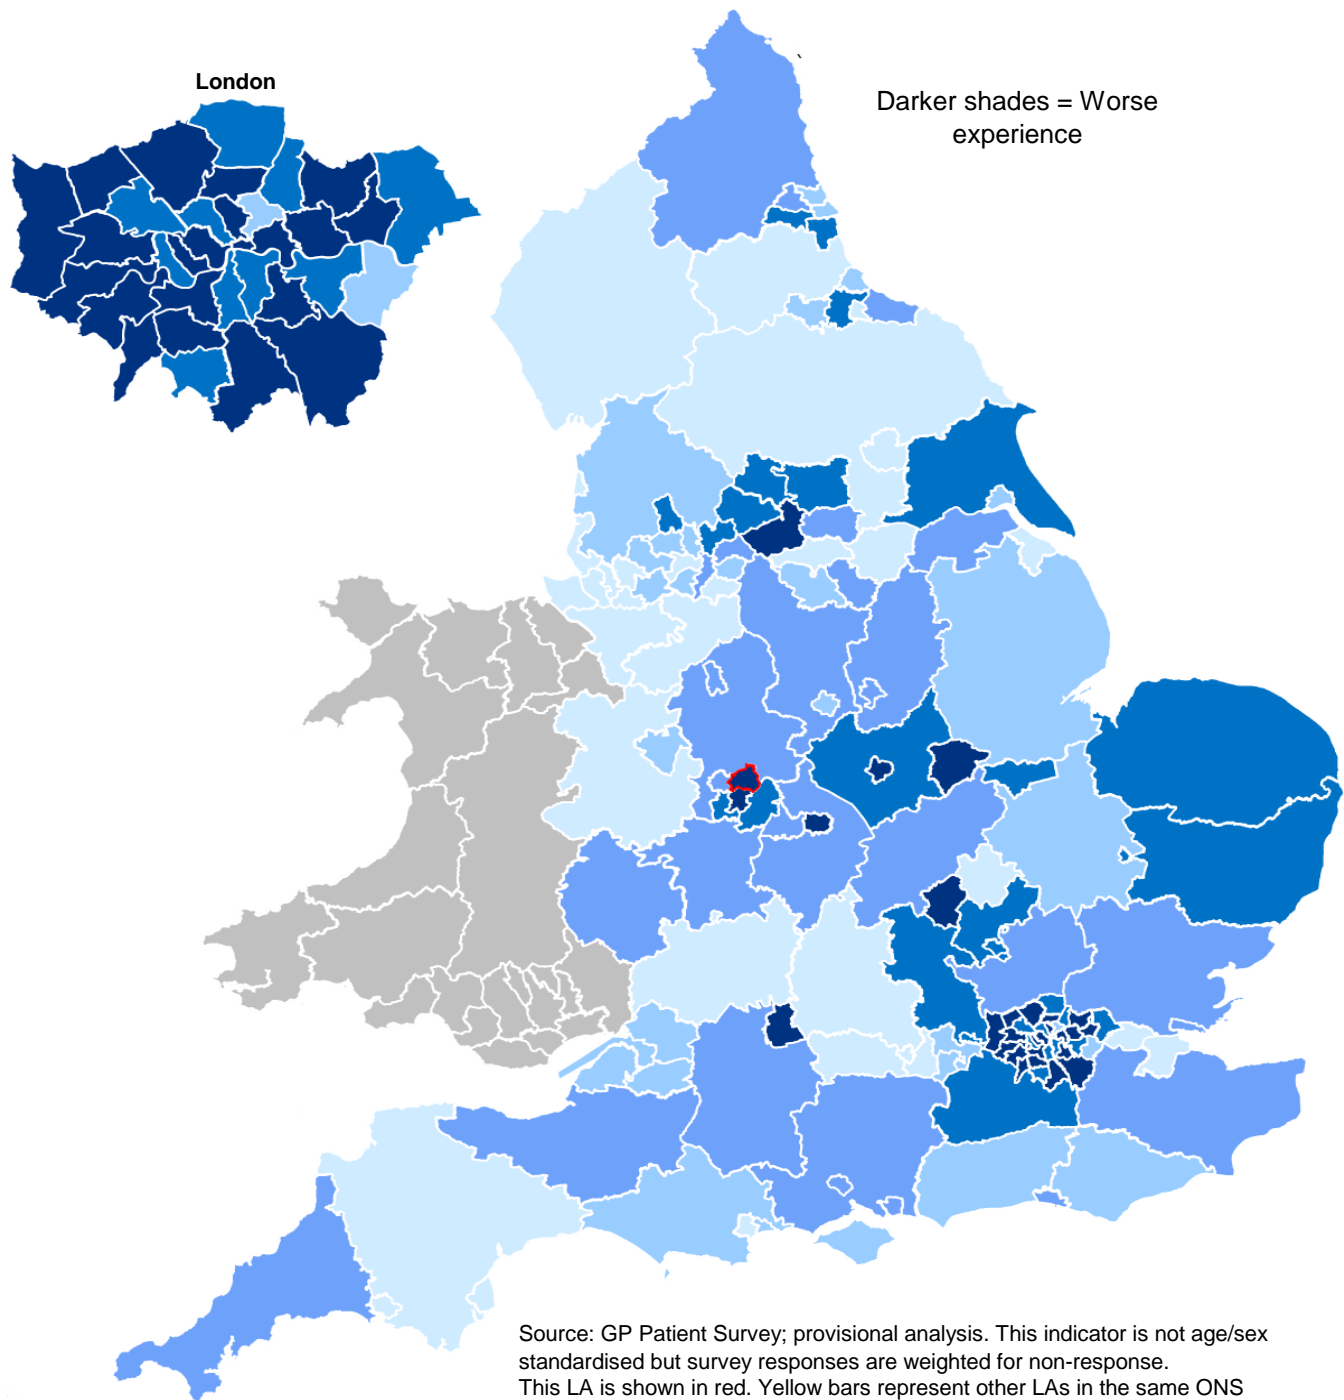 London
Darker shades = Worse
experience
Source: GP Patient Survey; provisional analysis. This indicator is not age/sex
standardised but survey responses are weighted for non-response.
This LA is shown in red. Yellow bars represent other LAs in the same ONS